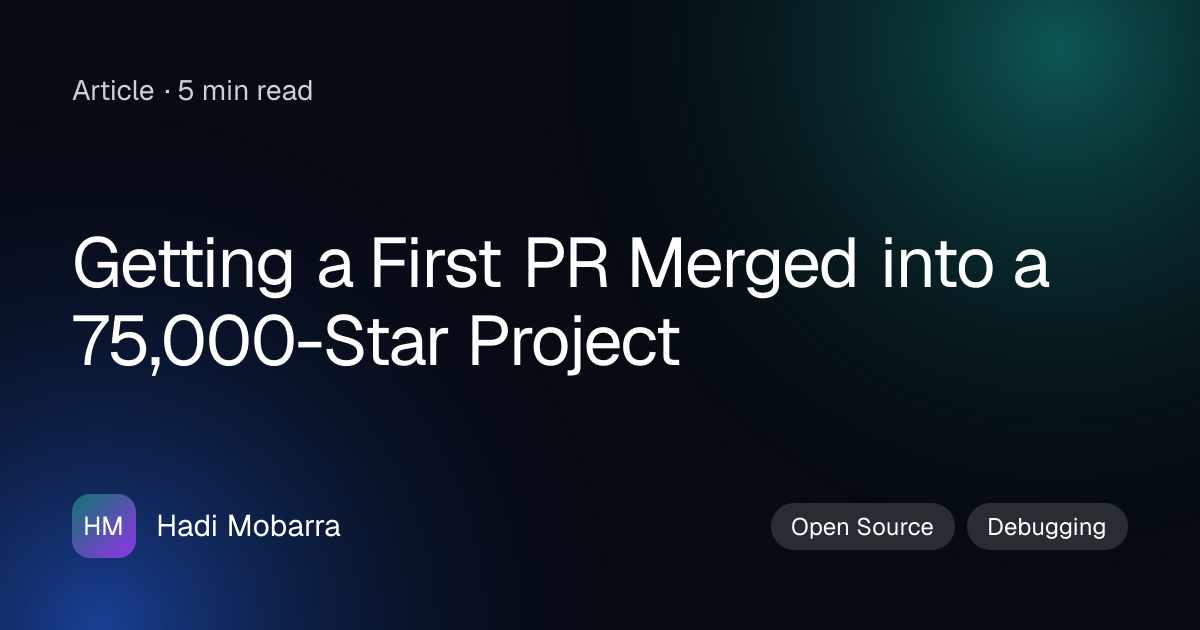 Article · 5 min read
Getting a First PR Merged into a
75,000-Star Project
HM
Hadi Mobarra
Open Source
Debugging